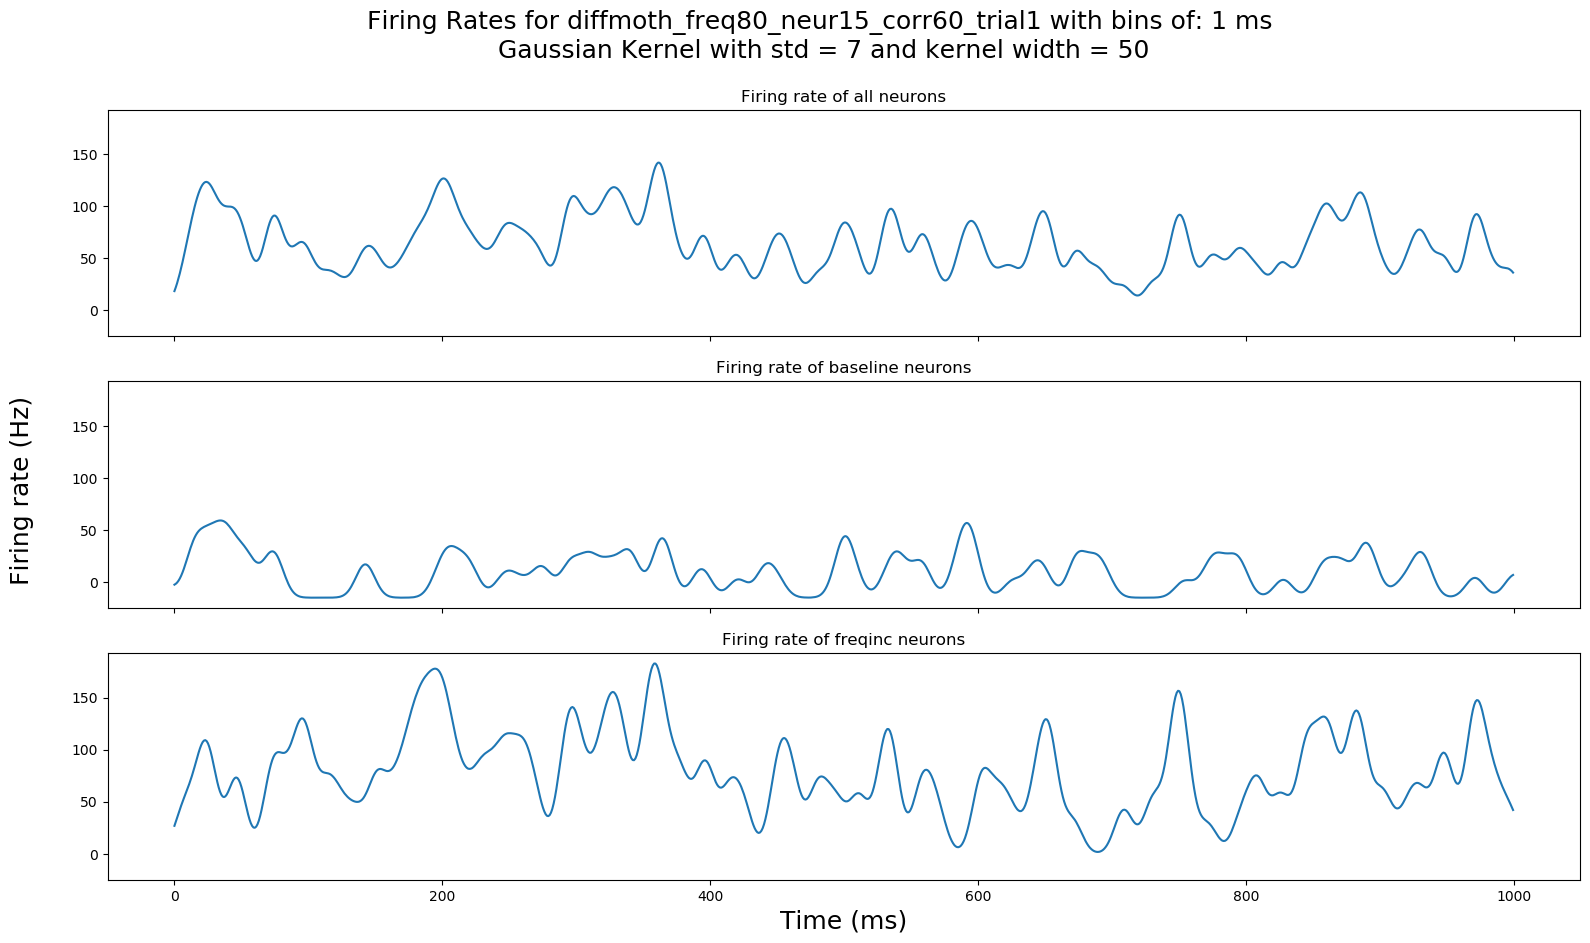 Firing Rates for diffmoth_freq80_neur15_corr60_trial1 with bins of: 1 ms
Gaussian Kernel with std = 7 and kernel width = 50
Firing rate of all neurons
150
100
50
0
Firing rate of baseline neurons
Firing rate (Hz)
150
100
50
0
Firing rate of freqinc neurons
150
100
50
0
0 200 400 600 800 1000
Time (ms)